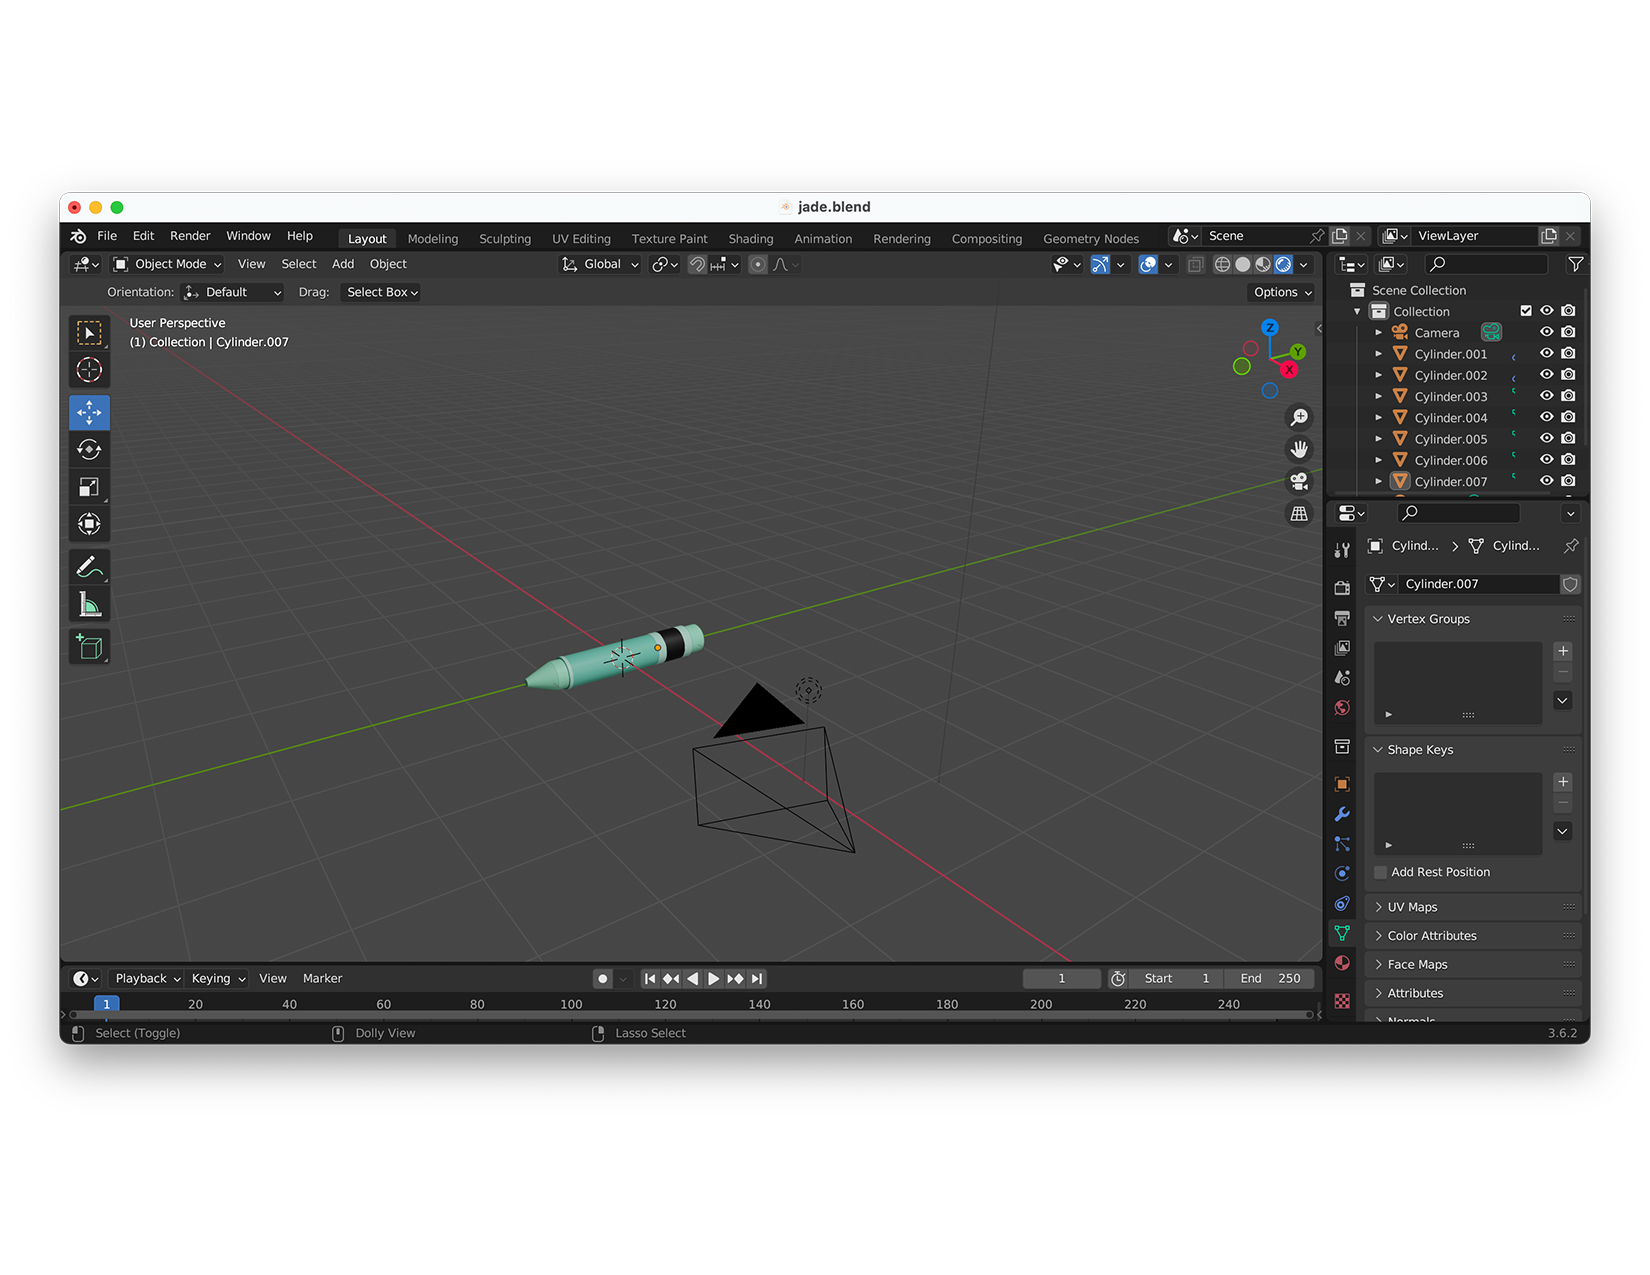 jade.blend
File Edit Render Window Help Layout Modeling Sculpting UV Editing Texture Paint Shading Animation Rendering Compositing Geometry Nodes Scene ViewLayer
Object Mode View Select Add Object Global
Orientation: Default Drag: Select Box Options
User Perspective
(1) Collection | Cylinder.007
Z
Y
X
Scene Collection
Collection
Camera
Cylinder.001
Cylinder.002
Cylinder.003
Cylinder.004
Cylinder.005
Cylinder.006
Cylinder.007
Cylind... Cylind...
Cylinder.007
Vertex Groups
Shape Keys
Add Rest Position
UV Maps
Color Attributes
Face Maps
Attributes
Normals
Playback Keying View Marker 1 Start 1 End 250
1 20 40 60 80 100 120 140 160 180 200 220 240
Select (Toggle) Dolly View Lasso Select 3.6.2